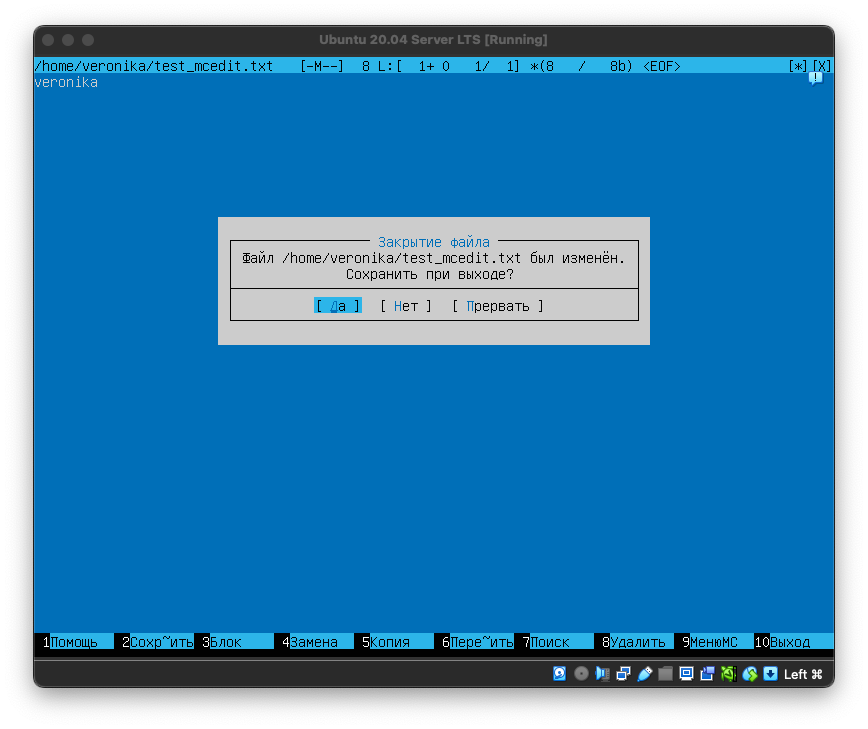 Ubuntu 20.04 Server LTS [Running]
/home/veronika/test_mcedit.txt [-M--] 8 L:[ 1+ 0 1/ 1] *(8 / 8b) <EOF> [*][X]
veronika
Закрытие файла
Файл /home/veronika/test_mcedit.txt был изменён.
Сохранить при выходе?
[ Да ] [ Нет ] [ Прервать ]
1Помощь 2Сохр~ить 3Блок 4Замена 5Копия 6Пере~ить 7Поиск 8Удалить 9МенюMC 10Выход
Left ⌘